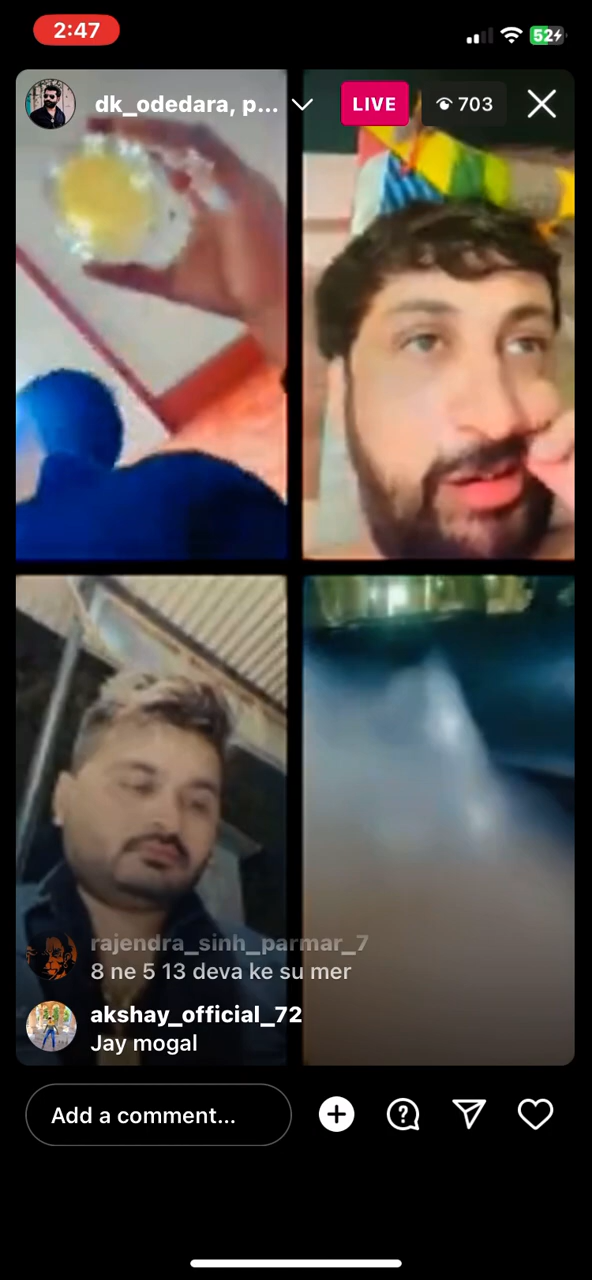 2:47
52
dk_odedara, p...
LIVE
703
rajendra_sinh_parmar_7
8 ne 5 13 deva ke su mer
akshay_official_72
Jay mogal
Add a comment...